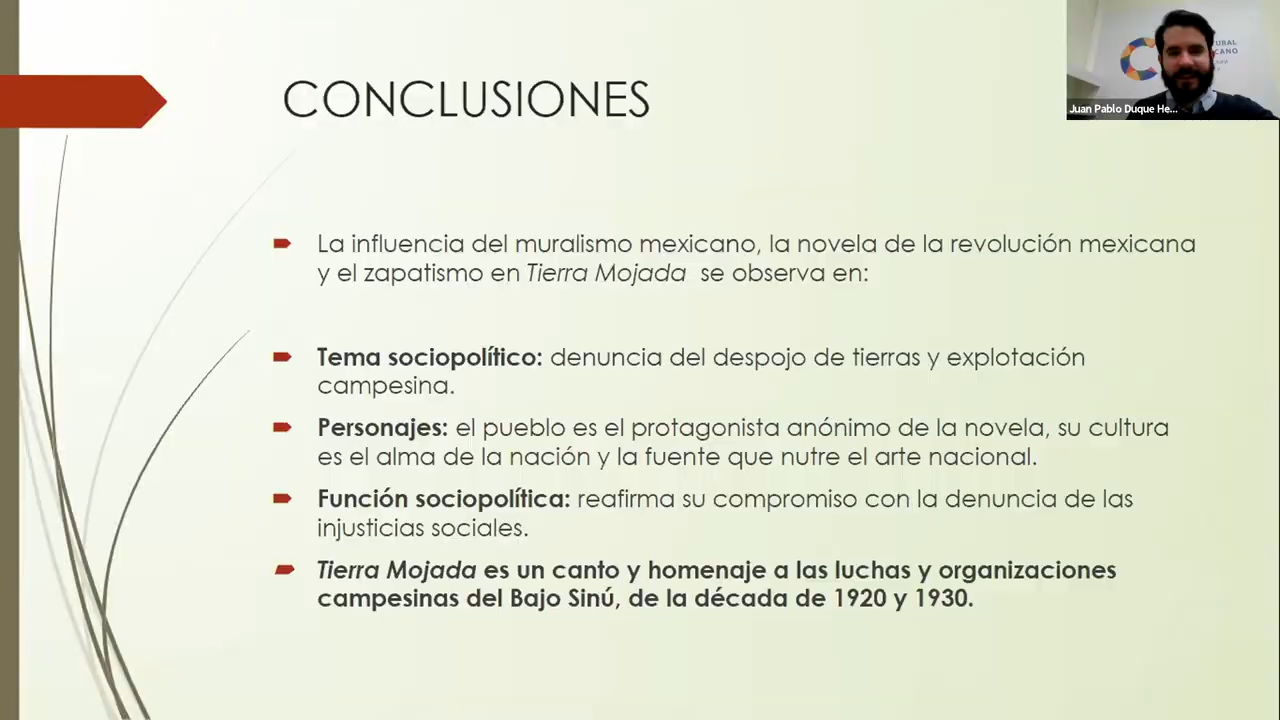 CONCLUSIONES
URAL
CANO
Juan Pablo Duque He...
La influencia del muralismo mexicano, la novela de la revolución mexicana
y el zapatismo en Tierra Mojada se observa en:
Tema sociopolítico: denuncia del despojo de tierras y explotación
campesina.
Personajes: el pueblo es el protagonista anónimo de la novela, su cultura
es el alma de la nación y la fuente que nutre el arte nacional.
Función sociopolítica: reafirma su compromiso con la denuncia de las
injusticias sociales.
Tierra Mojada es un canto y homenaje a las luchas y organizaciones
campesinas del Bajo Sinú, de la década de 1920 y 1930.